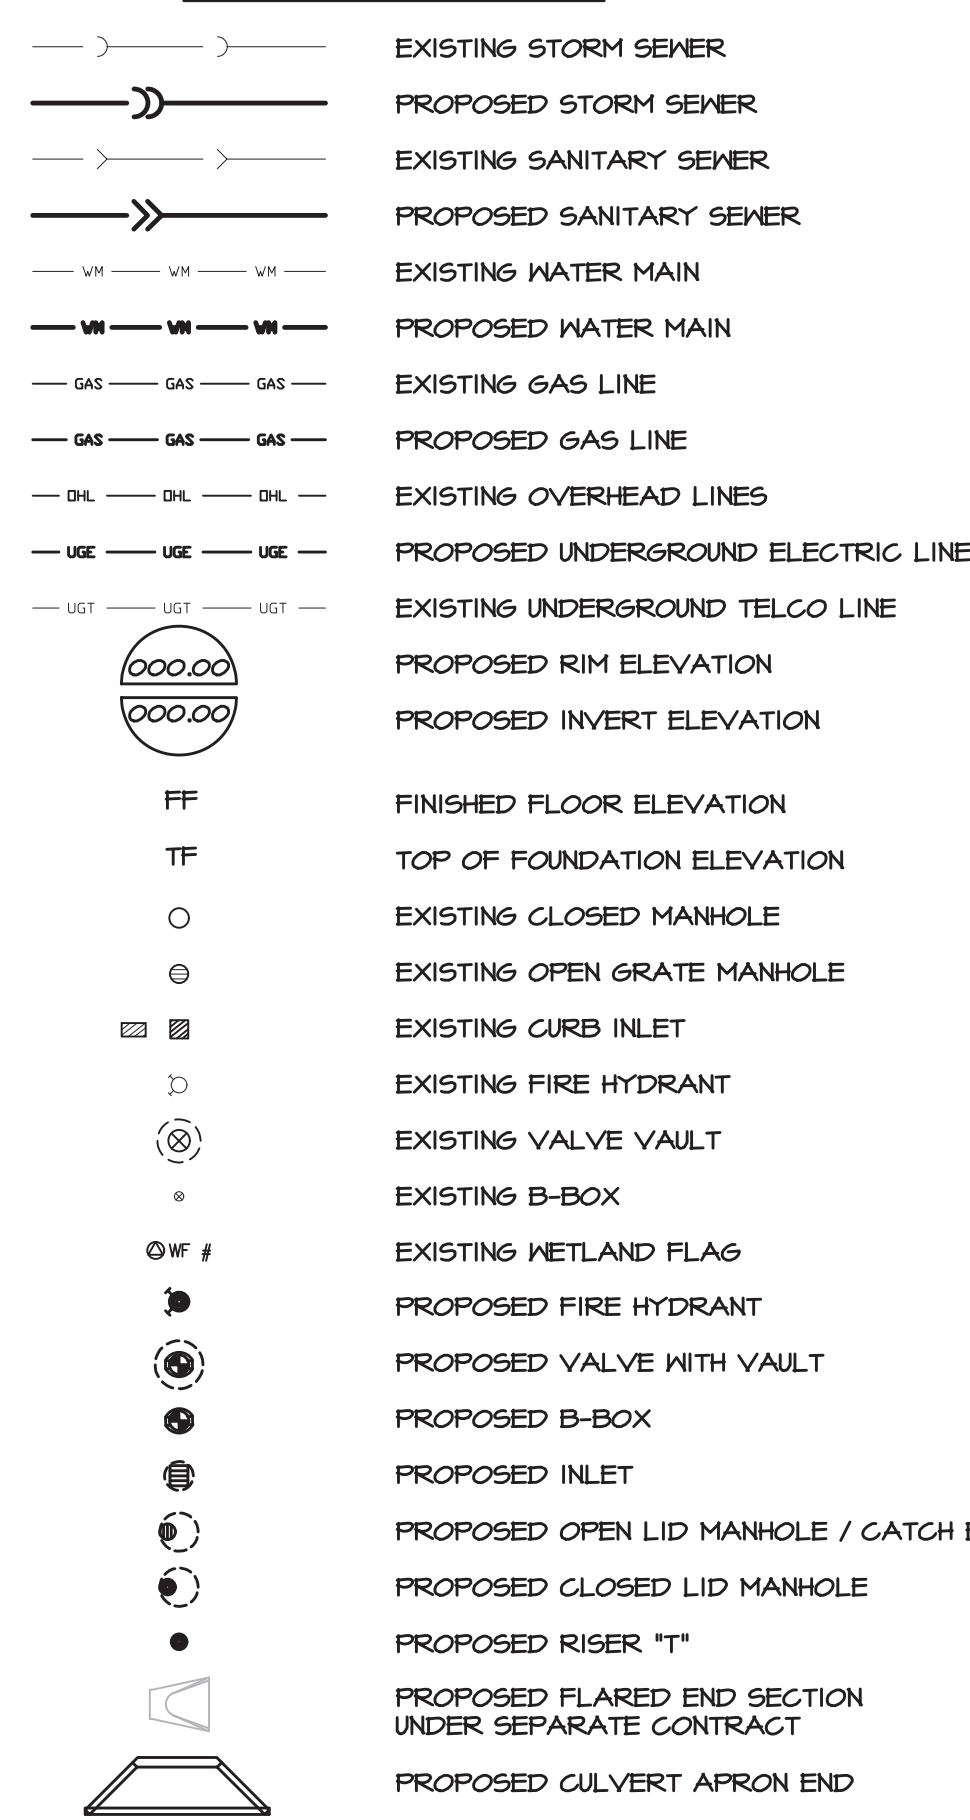 EXISTING STORM SEWER
PROPOSED STORM SEWER
EXISTING SANITARY SEWER
PROPOSED SANITARY SEWER
WM WM WM EXISTING WATER MAIN
WM WM WM PROPOSED WATER MAIN
GAS GAS GAS EXISTING GAS LINE
GAS GAS GAS PROPOSED GAS LINE
OHL OHL OHL EXISTING OVERHEAD LINES
UGE UGE UGE PROPOSED UNDERGROUND ELECTRIC LINE
UGT UGT UGT EXISTING UNDERGROUND TELCO LINE
000.00 PROPOSED RIM ELEVATION
000.00 PROPOSED INVERT ELEVATION
FF FINISHED FLOOR ELEVATION
TF TOP OF FOUNDATION ELEVATION
EXISTING CLOSED MANHOLE
EXISTING OPEN GRATE MANHOLE
EXISTING CURB INLET
EXISTING FIRE HYDRANT
EXISTING VALVE VAULT
EXISTING B-BOX
WF # EXISTING WETLAND FLAG
PROPOSED FIRE HYDRANT
PROPOSED VALVE WITH VAULT
PROPOSED B-BOX
PROPOSED INLET
PROPOSED OPEN LID MANHOLE / CATCH
PROPOSED CLOSED LID MANHOLE
PROPOSED RISER "T"
PROPOSED FLARED END SECTION
UNDER SEPARATE CONTRACT
PROPOSED CULVERT APRON END